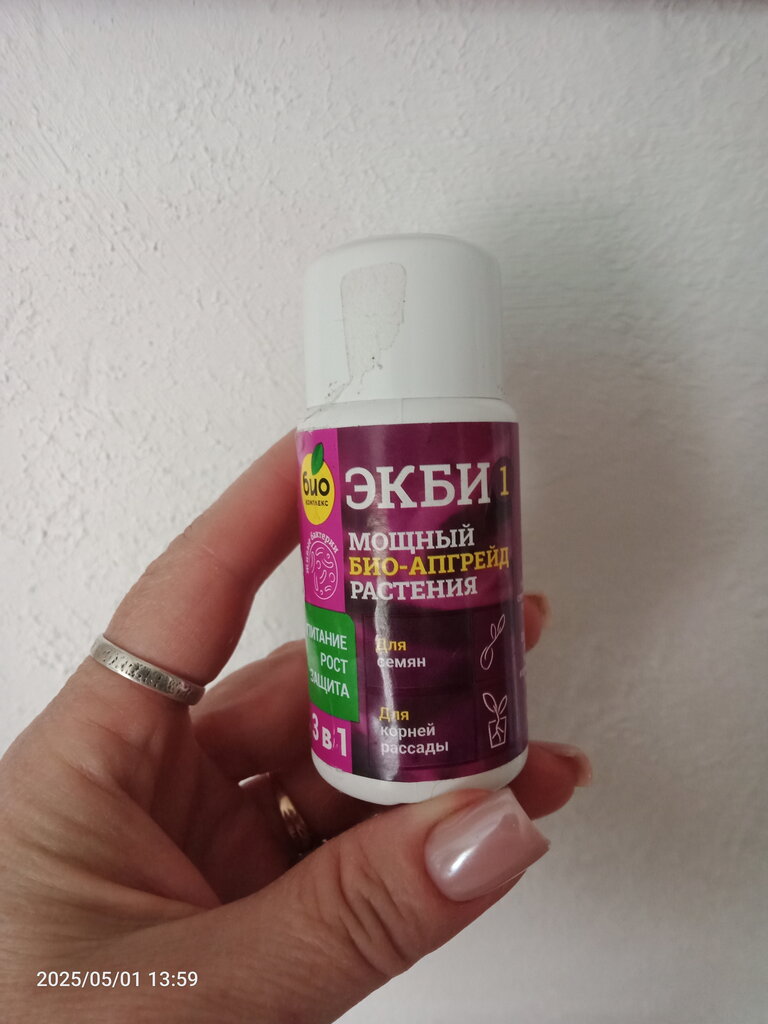 био
КОМПЛЕКС
ЭКБИ 1
МОЩНЫЙ
БИО-АПГРЕЙД
РАСТЕНИЯ
бактерии
ПИТАНИЕ
РОСТ
ЗАЩИТА
3 в 1
Для
семян
Для
корней
рассады
2025/05/01 13:59